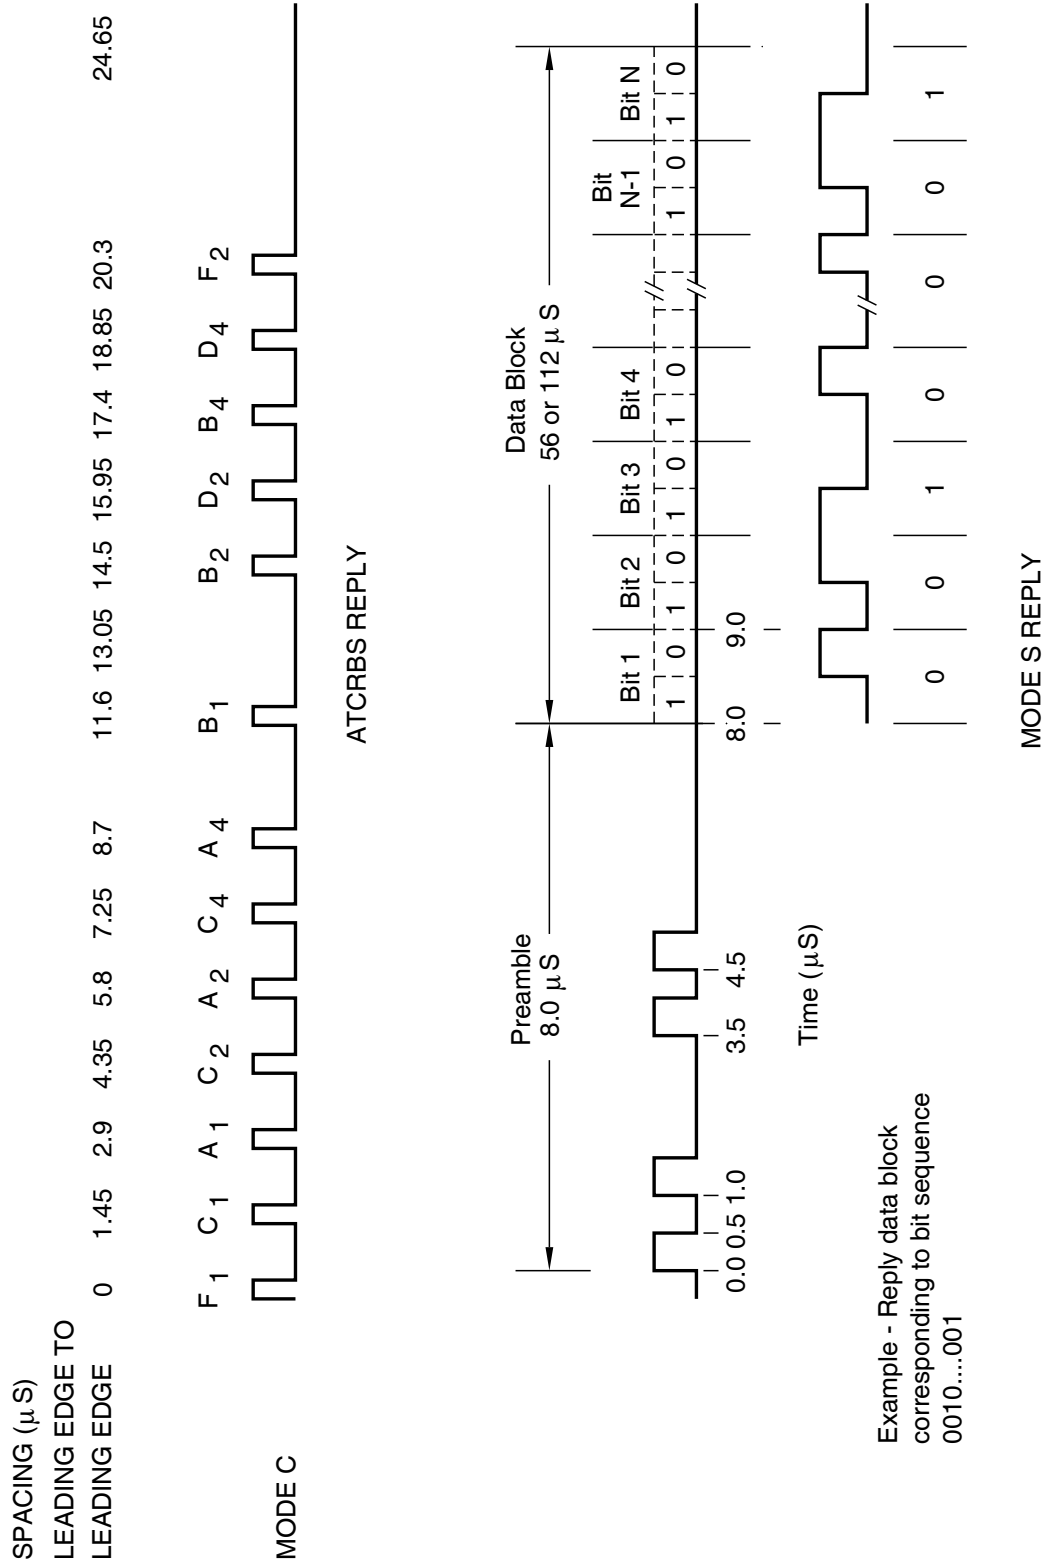 SPACING (μ S)
LEADING EDGE TO
LEADING EDGE 0 1.45 2.9 4.35 5.8 7.25 8.7 11.6 13.05 14.5 15.95 17.4 18.85 20.3 24.65
F1 C1 A1 C2 A2 C4 A4 B1 B2 D2 B4 D4 F2
MODE C
ATCRBS REPLY
Preamble
8.0 μ S
Data Block
56 or 112 μ S
Bit 1 Bit 2 Bit 3 Bit 4 Bit
N-1 Bit N
1 0 1 0 1 0 1 0 1 0 1 0
0.0 0.5 1.0 3.5 4.5 8.0 9.0
Time (μS)
Example - Reply data block
corresponding to bit sequence
0010....001
0 0 1 0 0 0 1
MODE S REPLY